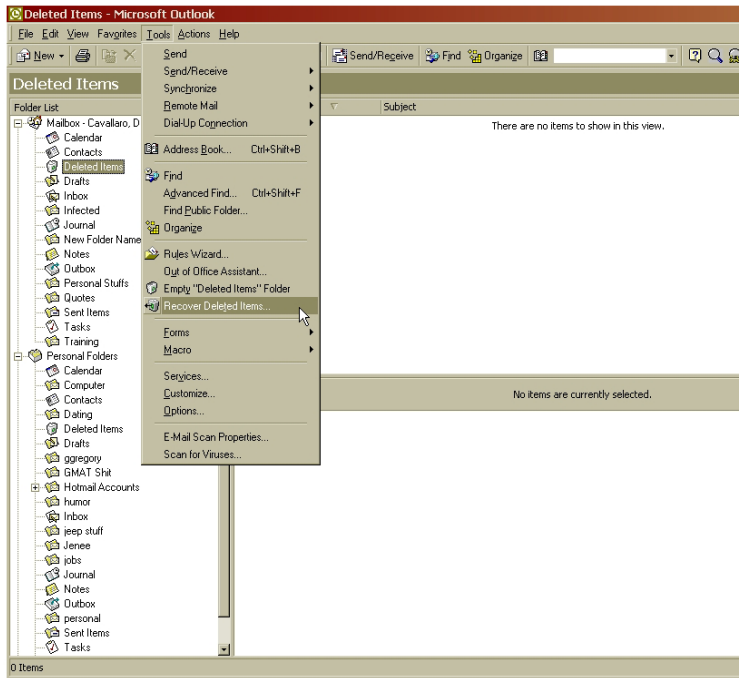 Deleted Items - Microsoft Outlook
File Edit View Favorites Tools Actions Help
New Send/Receive Find Organize
Deleted Items
Folder List
Subject
Mailbox - Cavallaro, D
Calendar
Contacts
Deleted Items
Drafts
Inbox
Infected
Journal
New Folder Name
Notes
Outbox
Personal Stuffs
Quotes
Sent Items
Tasks
Training
Personal Folders
Calendar
Computer
Contacts
Dating
Deleted Items
Drafts
ggregory
GMAT Shit
Hotmail Accounts
humor
Inbox
jeep stuff
Jenee
jobs
Journal
Notes
Outbox
personal
Sent Items
Tasks
Send
Send/Receive
Synchronize
Remote Mail
Dial-Up Connection
Address Book... Ctrl+Shift+B
Find
Advanced Find... Ctrl+Shift+F
Find Public Folder...
Organize
Rules Wizard...
Out of Office Assistant...
Empty "Deleted Items" Folder
Recover Deleted Items...
Forms
Macro
Services...
Customize...
Options...
E-Mail Scan Properties...
Scan for Viruses...
There are no items to show in this view.
No items are currently selected.
0 Items